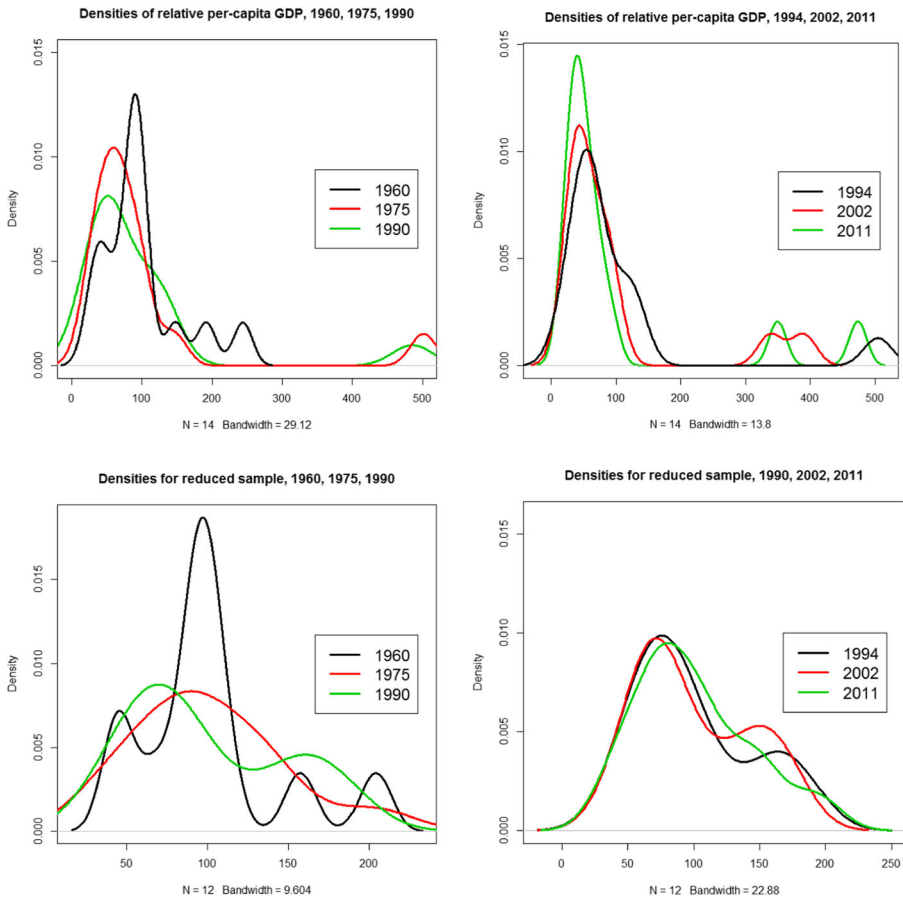 Densities of relative per-capita GDP, 1960, 1975, 1990
Density
0.015
0.010
0.005
0.000
1960
1975
1990
0 100 200 300 400 500
N = 14 Bandwidth = 29.12
Densities of relative per-capita GDP, 1994, 2002, 2011
Density
0.015
0.010
0.005
0.000
1994
2002
2011
0 100 200 300 400 500
N = 14 Bandwidth = 13.8
Densities for reduced sample, 1960, 1975, 1990
Density
0.015
0.010
0.005
0.000
1960
1975
1990
50 100 150 200
N = 12 Bandwidth = 9.604
Densities for reduced sample, 1990, 2002, 2011
Density
0.015
0.010
0.005
0.000
1994
2002
2011
0 50 100 150 200 250
N = 12 Bandwidth = 22.88